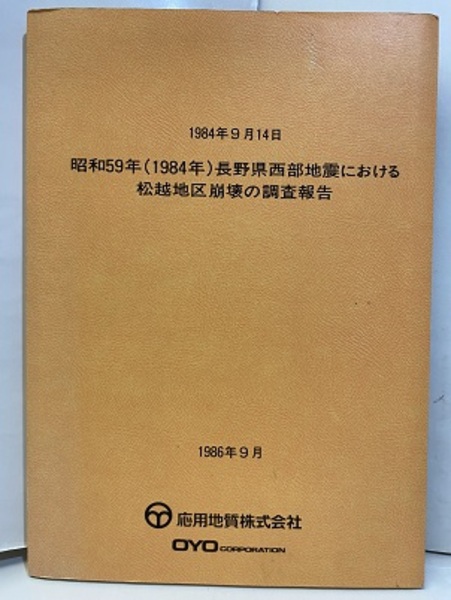 1984年9月14日
昭和59年(1984年)長野県西部地震における
松越地区崩壊の調査報告
1986年9月
応用地質株式会社
OYO CORPORATION